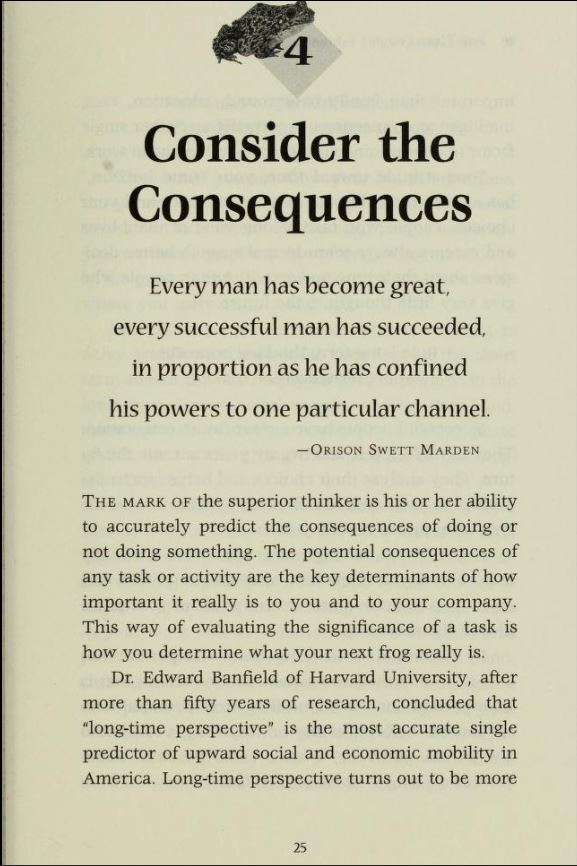 4
Consider the
Consequences
Every man has become great,
every successful man has succeeded,
in proportion as he has confined
his powers to one particular channel.
—Orison Swett Marden
The mark of the superior thinker is his or her ability
to accurately predict the consequences of doing or
not doing something. The potential consequences of
any task or activity are the key determinants of how
important it really is to you and to your company.
This way of evaluating the significance of a task is
how you determine what your next frog really is.
Dr. Edward Banfield of Harvard University, after
more than fifty years of research, concluded that
“long-time perspective” is the most accurate single
predictor of upward social and economic mobility in
America. Long-time perspective turns out to be more
25